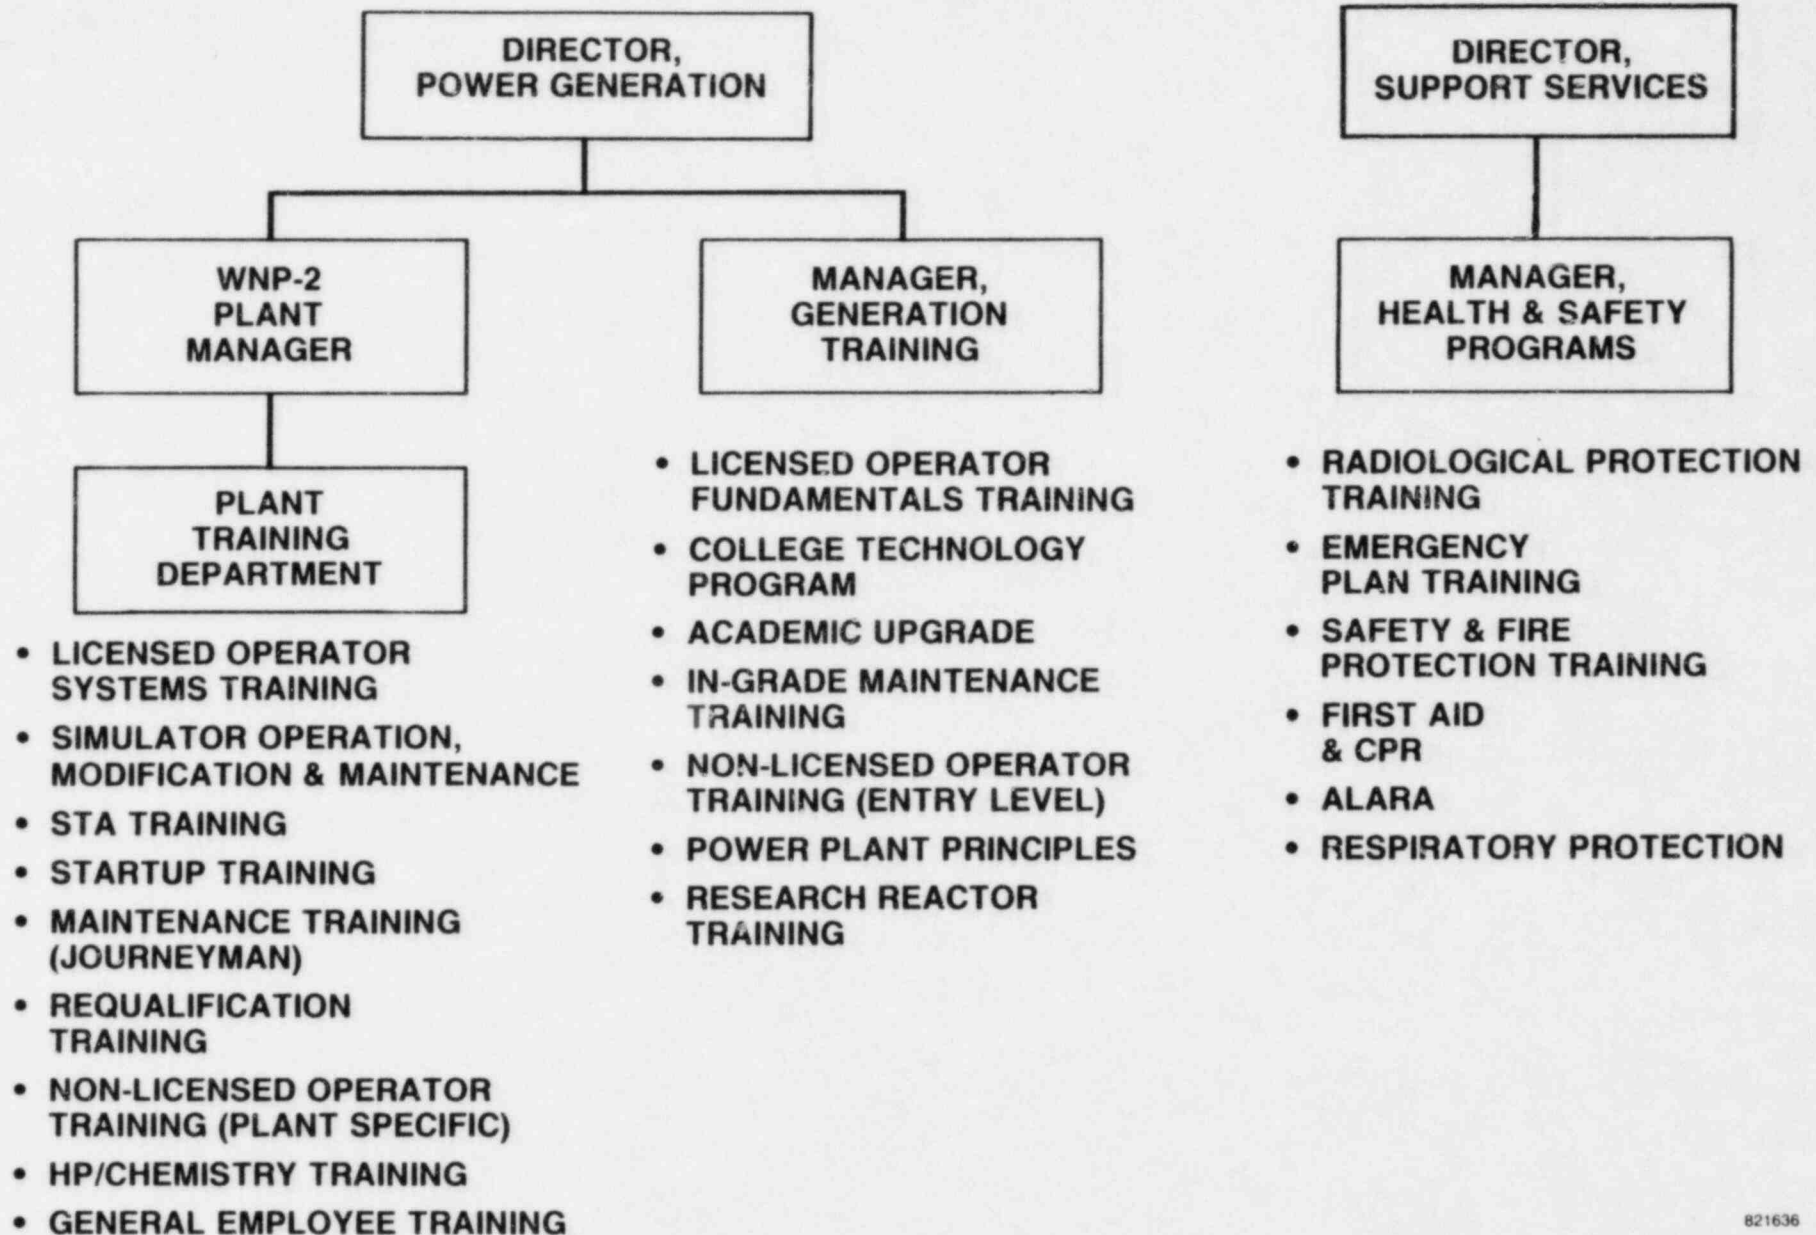 DIRECTOR,
POWER GENERATION
DIRECTOR,
SUPPORT SERVICES
WNP-2
PLANT
MANAGER
MANAGER,
GENERATION
TRAINING
MANAGER,
HEALTH & SAFETY
PROGRAMS
PLANT
TRAINING
DEPARTMENT
• LICENSED OPERATOR
SYSTEMS TRAINING
• SIMULATOR OPERATION,
MODIFICATION & MAINTENANCE
• STA TRAINING
• STARTUP TRAINING
• MAINTENANCE TRAINING
(JOURNEYMAN)
• REQUALIFICATION
TRAINING
• NON-LICENSED OPERATOR
TRAINING (PLANT SPECIFIC)
• HP/CHEMISTRY TRAINING
• GENERAL EMPLOYEE TRAINING
• LICENSED OPERATOR
FUNDAMENTALS TRAINING
• COLLEGE TECHNOLOGY
PROGRAM
• ACADEMIC UPGRADE
• IN-GRADE MAINTENANCE
TRAINING
• NON-LICENSED OPERATOR
TRAINING (ENTRY LEVEL)
• POWER PLANT PRINCIPLES
• RESEARCH REACTOR
TRAINING
• RADIOLOGICAL PROTECTION
TRAINING
• EMERGENCY
PLAN TRAINING
• SAFETY & FIRE
PROTECTION TRAINING
• FIRST AID
& CPR
• ALARA
• RESPIRATORY PROTECTION
821636